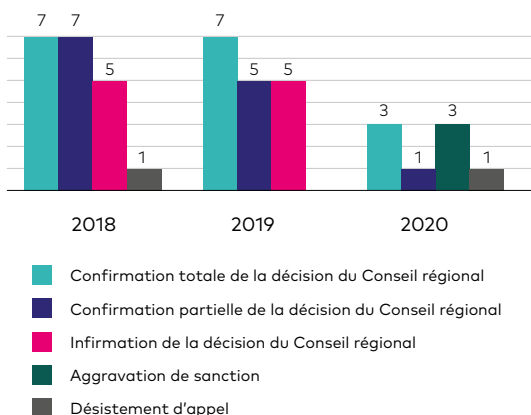 7 7 5 1 7 5 5 3 1 3 1
2018 2019 2020
Confirmation totale de la décision du Conseil régional
Confirmation partielle de la décision du Conseil régional
Infirmation de la décision du Conseil régional
Aggravation de sanction
Désistement d'appel